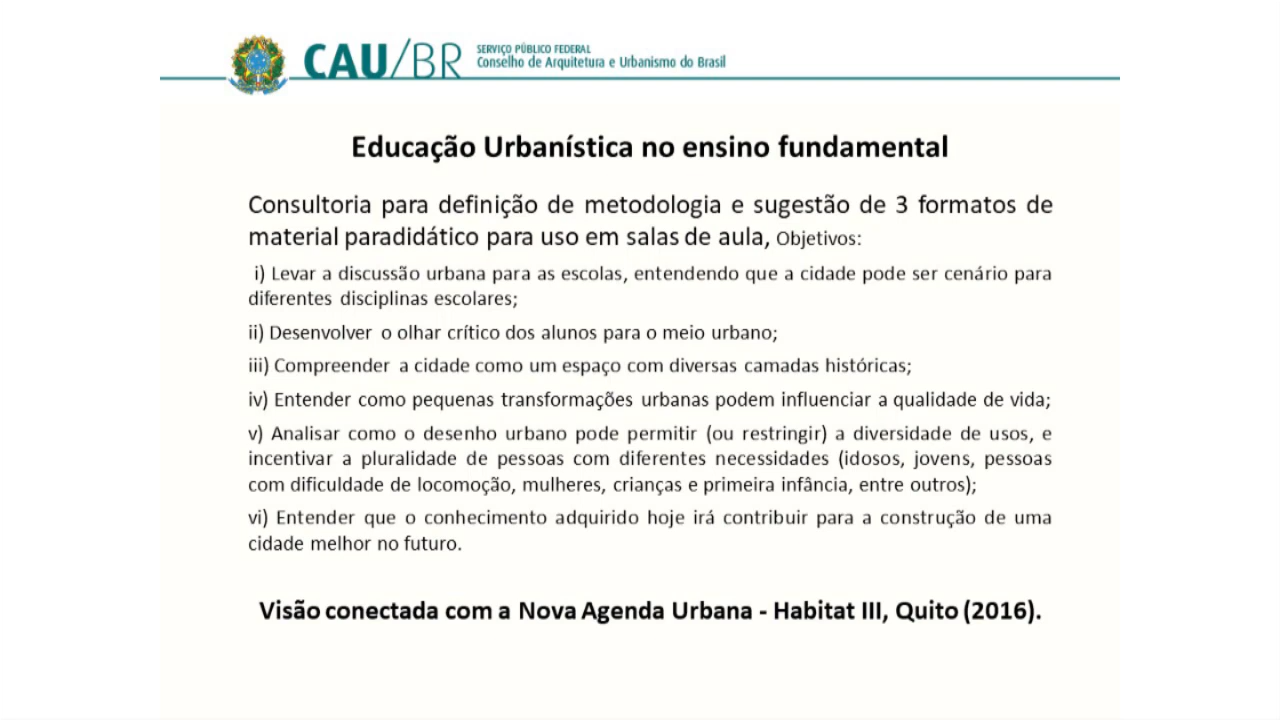 CAU/BR
SERVIÇO PÚBLICO FEDERAL
Conselho de Arquitetura e Urbanismo do Brasil
Educação Urbanística no ensino fundamental
Consultoria para definição de metodologia e sugestão de 3 formatos de
material paradidático para uso em salas de aula, Objetivos:
i) Levar a discussão urbana para as escolas, entendendo que a cidade pode ser cenário para
diferentes disciplinas escolares;
ii) Desenvolver o olhar crítico dos alunos para o meio urbano;
iii) Compreender a cidade como um espaço com diversas camadas históricas;
iv) Entender como pequenas transformações urbanas podem influenciar a qualidade de vida;
v) Analisar como o desenho urbano pode permitir (ou restringir) a diversidade de usos, e
incentivar a pluralidade de pessoas com diferentes necessidades (idosos, jovens, pessoas
com dificuldade de locomoção, mulheres, crianças e primeira infância, entre outros);
vi) Entender que o conhecimento adquirido hoje irá contribuir para a construção de uma
cidade melhor no futuro.
Visão conectada com a Nova Agenda Urbana - Habitat III, Quito (2016).